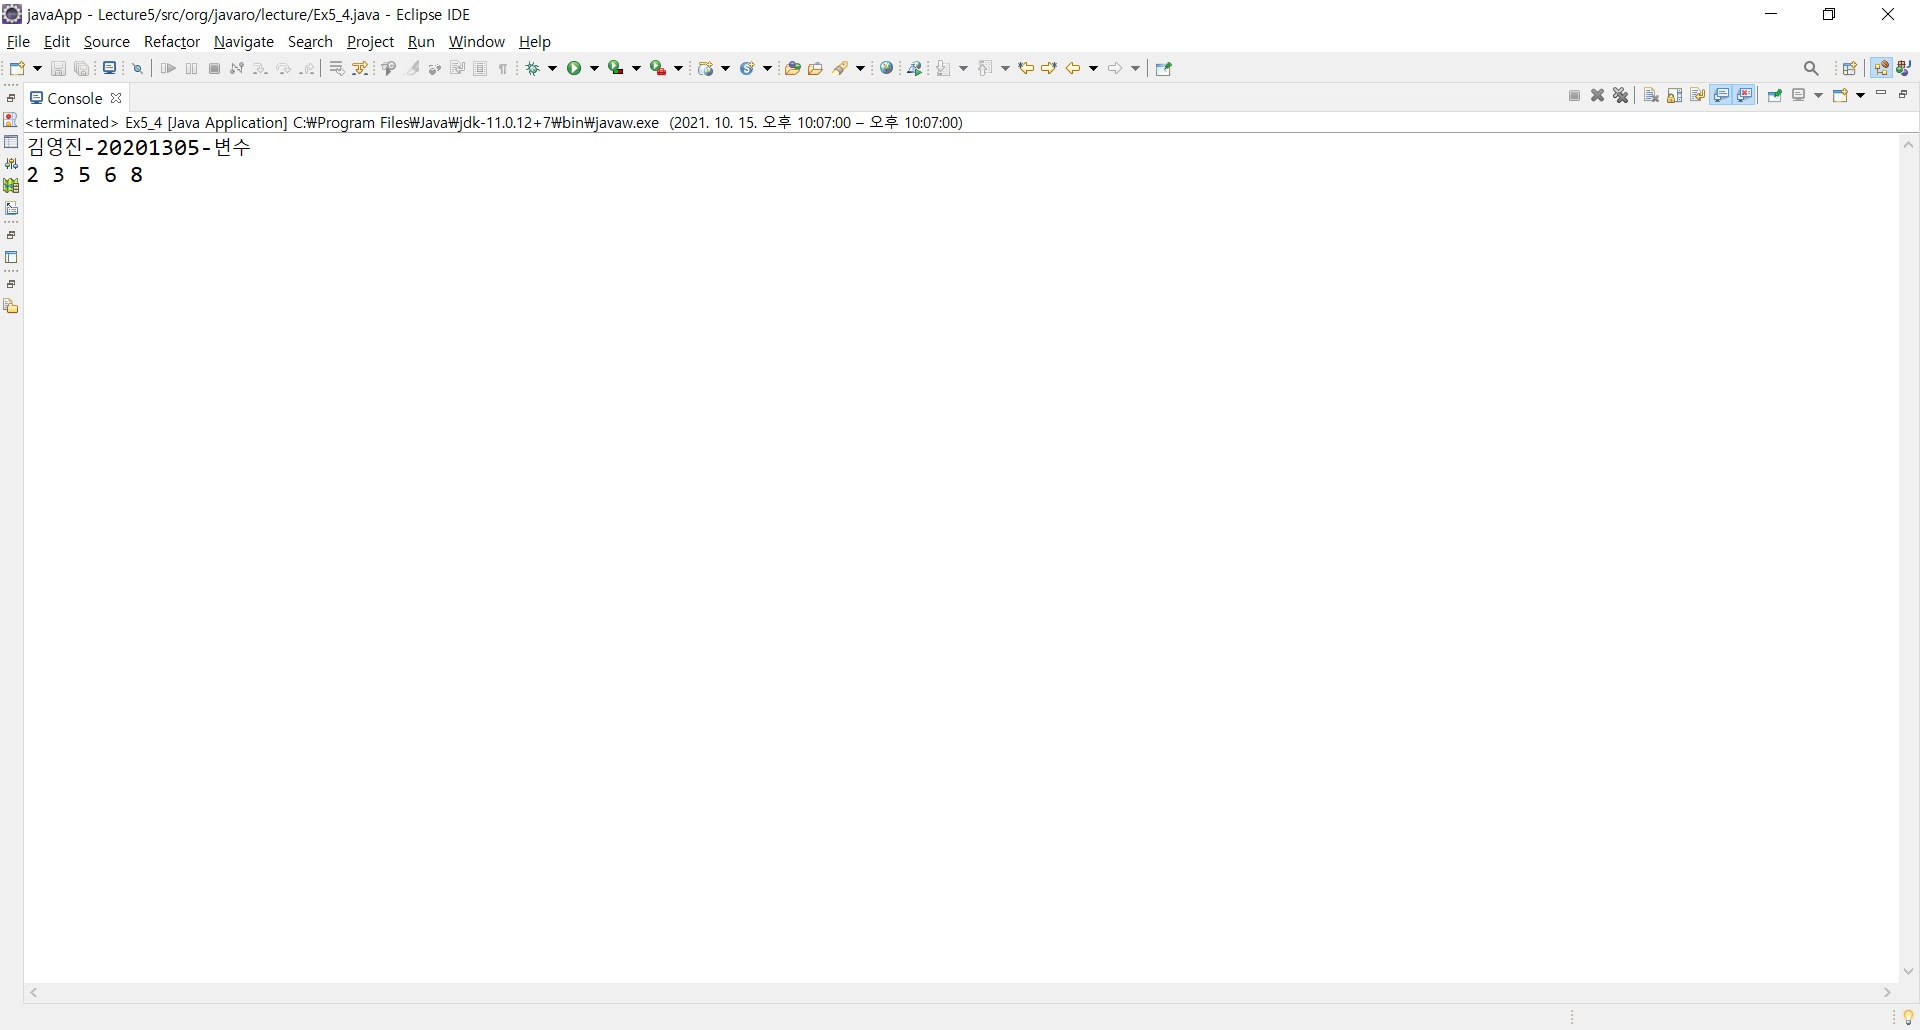 javaApp - Lecture5/src/org/javaro/lecture/Ex5_4.java - Eclipse IDE
File Edit Source Refactor Navigate Search Project Run Window Help
Console
<terminated> Ex5_4 [Java Application] C:₩Program Files₩Java₩jdk-11.0.12+7₩bin₩javaw.exe (2021. 10. 15. 오후 10:07:00 – 오후 10:07:00)
김영진-20201305-변수
2 3 5 6 8